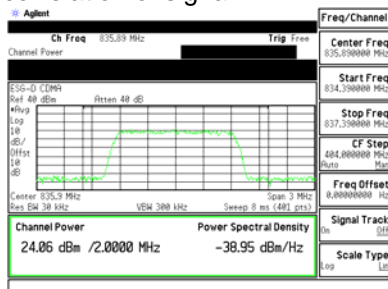 Agilent
Freq/Channel
Ch Freq 835.89 MHz Trig Free
Channel Power
Center Freq
835.890000 MHz
Start Freq
834.390000 MHz
Stop Freq
837.390000 MHz
CF Step
404.000000 MHz
Auto Man
Freq Offset
0.00000000 Hz
Signal Track
On Off
Scale Type
Log Lin
ESG-D CDMA
Ref 40 dBm Atten 40 dB
#Avg
Log
10
dB/
Offst
10
dB
Center 835.9 MHz Span 3 MHz
Res BW 30 kHz VBW 300 kHz Sweep 8 ms (401 pts)
Channel Power Power Spectral Density
24.06 dBm /2.0000 MHz -38.95 dBm/Hz